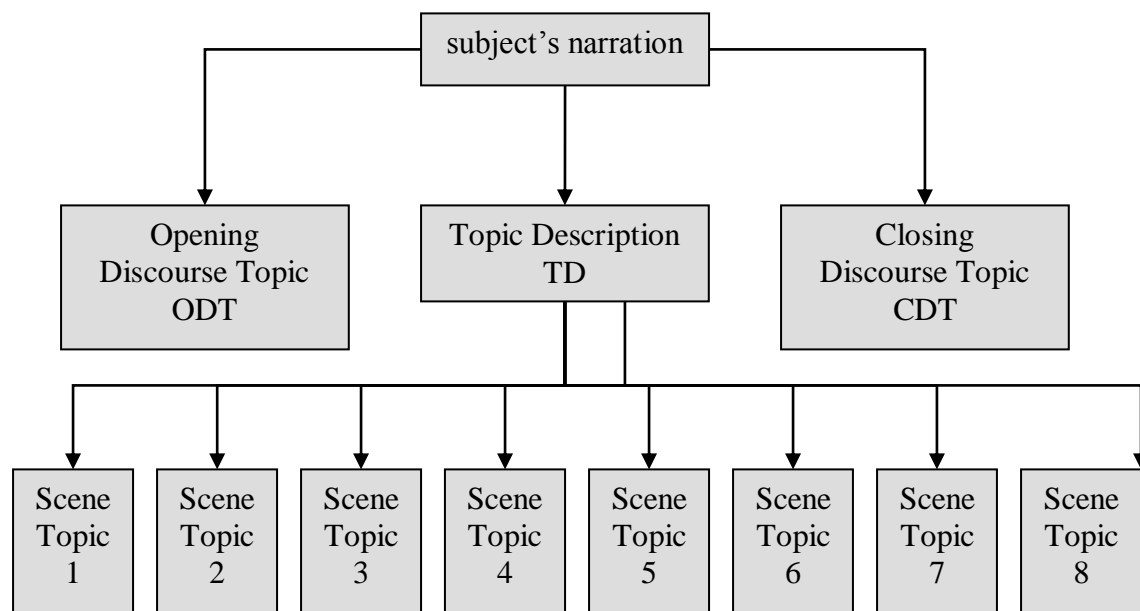 subject’s narration
Opening
Discourse Topic
ODT
Topic Description
TD
Closing
Discourse Topic
CDT
Scene
Topic
1
Scene
Topic
2
Scene
Topic
3
Scene
Topic
4
Scene
Topic
5
Scene
Topic
6
Scene
Topic
7
Scene
Topic
8